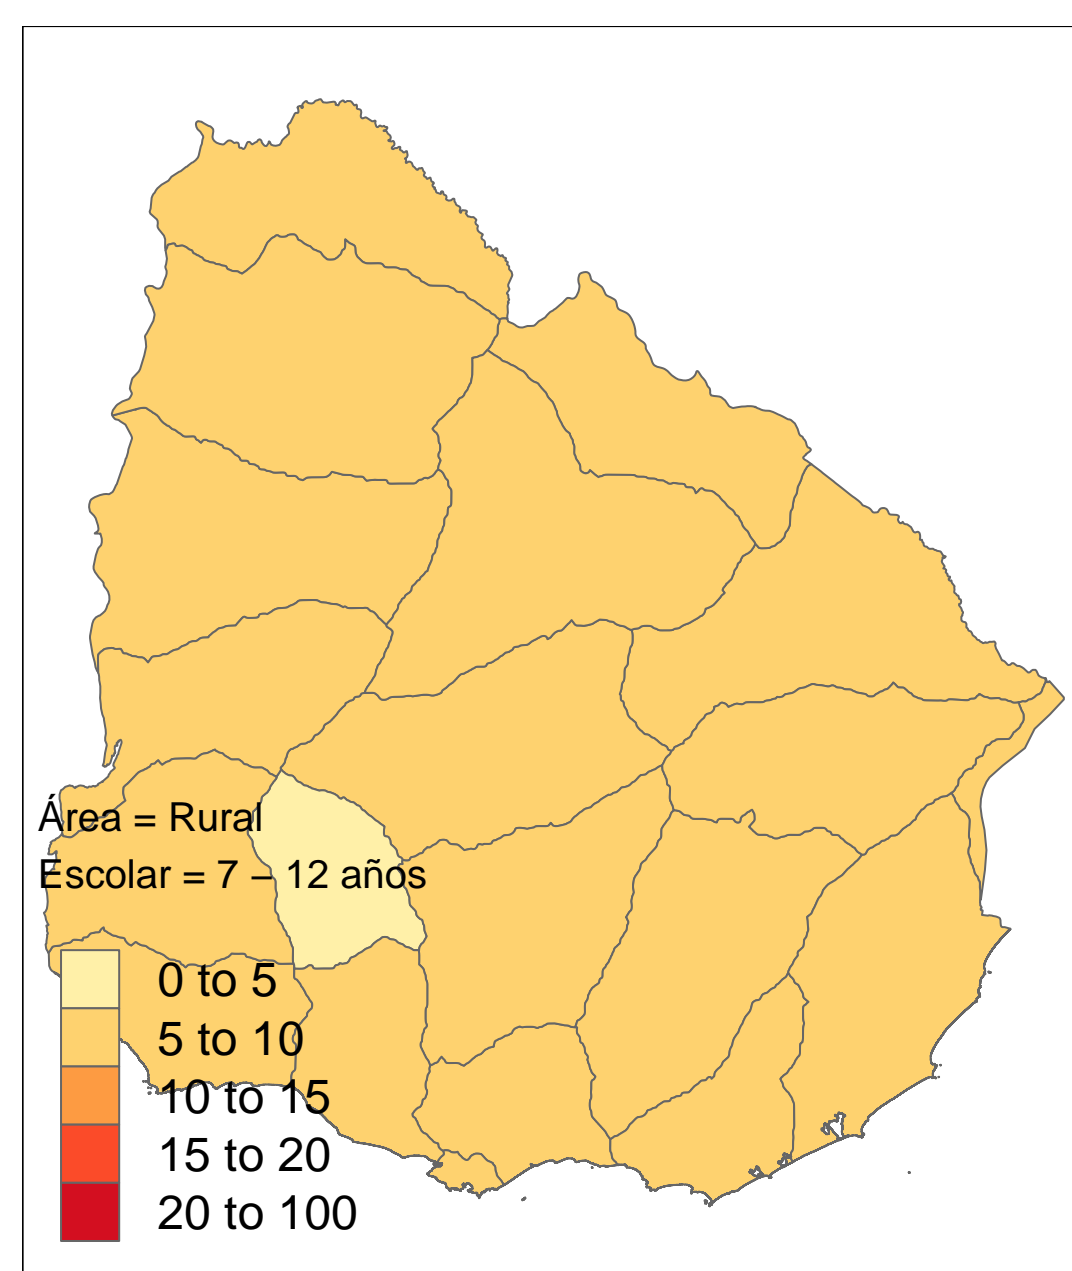 Área = Rural
Escolar = 7 – 12 años
0 to 5
5 to 10
10 to 15
15 to 20
20 to 100